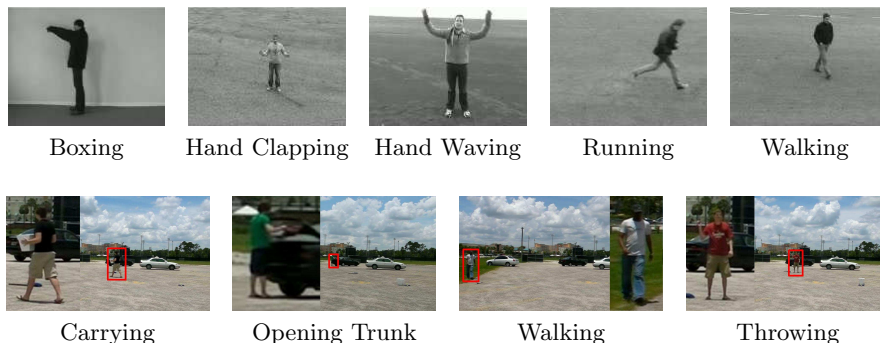 Boxing
Hand Clapping
Hand Waving
Running
Walking
Carrying
Opening Trunk
Walking
Throwing